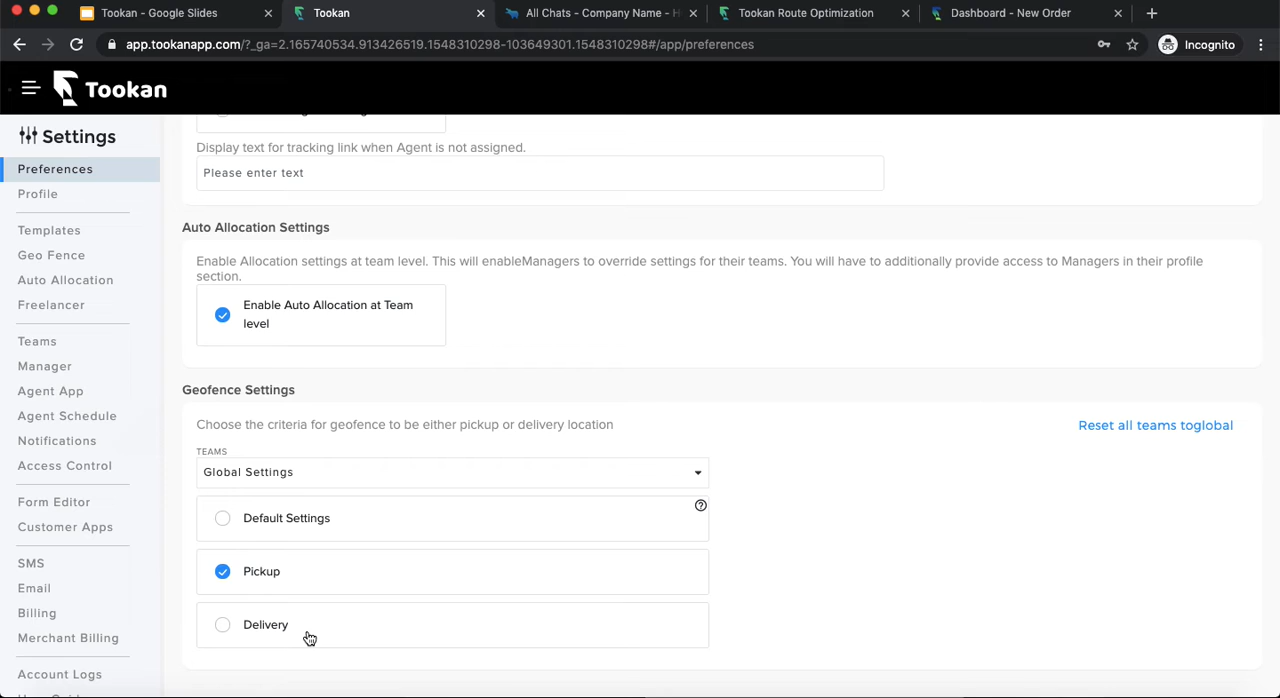 Tookan - Google Slides
Tookan
All Chats - Company Name - H
Tookan Route Optimization
Dashboard - New Order
app.tookanapp.com/?_ga=2.165740534.913426519.1548310298-103649301.1548310298#/app/preferences
Incognito
Tookan
Settings
Preferences
Profile
Templates
Geo Fence
Auto Allocation
Freelancer
Teams
Manager
Agent App
Agent Schedule
Notifications
Access Control
Form Editor
Customer Apps
SMS
Email
Billing
Merchant Billing
Account Logs
Display text for tracking link when Agent is not assigned.
Please enter text
Auto Allocation Settings
Enable Allocation settings at team level. This will enableManagers to override settings for their teams. You will have to additionally provide access to Managers in their profile
section.
Enable Auto Allocation at Team
level
Geofence Settings
Choose the criteria for geofence to be either pickup or delivery location
Reset all teams toglobal
TEAMS
Global Settings
Default Settings
Pickup
Delivery